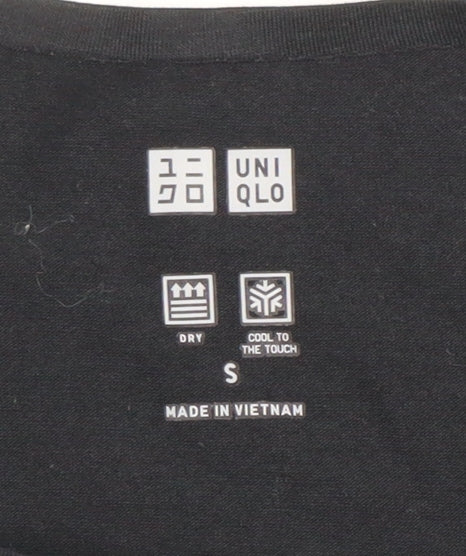 ユニ UNI
クロ QLO
DRY COOL TO
THE TOUCH
S
MADE IN VIETNAM